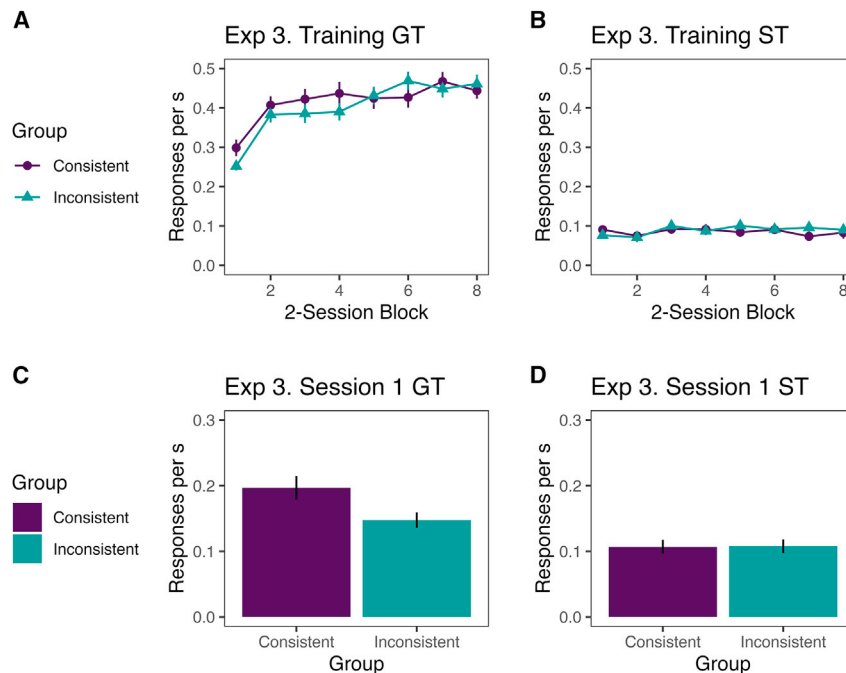 A
Exp 3. Training GT
Group
Consistent
Inconsistent
Responses per s
0.5
0.4
0.3
0.2
0.1
0.0
2
4
6
8
2-Session Block
B
Exp 3. Training ST
Responses per s
0.5
0.4
0.3
0.2
0.1
0.0
2
4
6
8
2-Session Block
C
Exp 3. Session 1 GT
Group
Consistent
Inconsistent
Responses per s
0.3
0.2
0.1
0.0
Consistent
Inconsistent
Group
D
Exp 3. Session 1 ST
Responses per s
0.3
0.2
0.1
0.0
Consistent
Inconsistent
Group